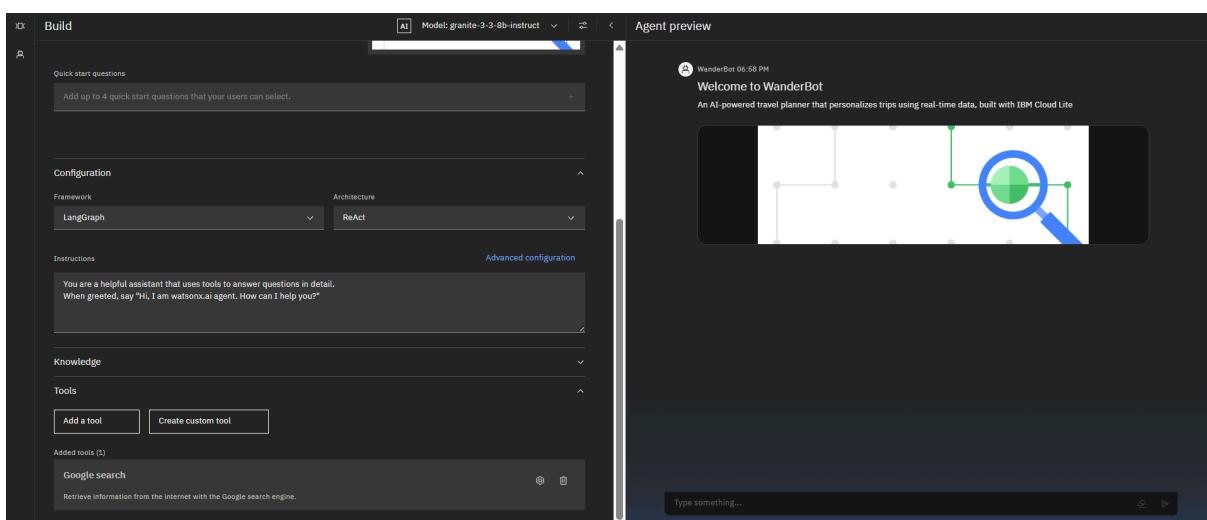 Build
AI Model: granite-3-3-8b-instruct
Quick start questions
Add up to 4 quick start questions that your users can select.
Configuration
Framework
Architecture
LangGraph
ReAct
Instructions
Advanced configuration
You are a helpful assistant that uses tools to answer questions in detail.
When greeted, say "Hi, I am watsonx.ai agent. How can I help you?"
Knowledge
Tools
Add a tool
Create custom tool
Added tools (1)
Google search
Retrieve information from the internet with the Google search engine.
Agent preview
WanderBot 06:58 PM
Welcome to WanderBot
An AI-powered travel planner that personalizes trips using real-time data, built with IBM Cloud Lite
Type something...